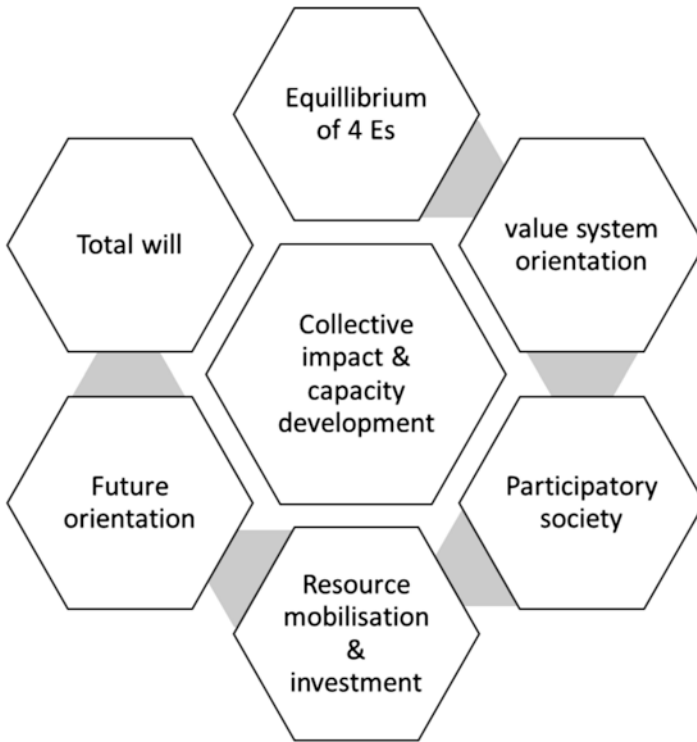 Equillibrium
of 4 Es
value system
orientation
Participatory
society
Resource
mobilisation
&
investment
Future
orientation
Total will
Collective
impact &
capacity
development